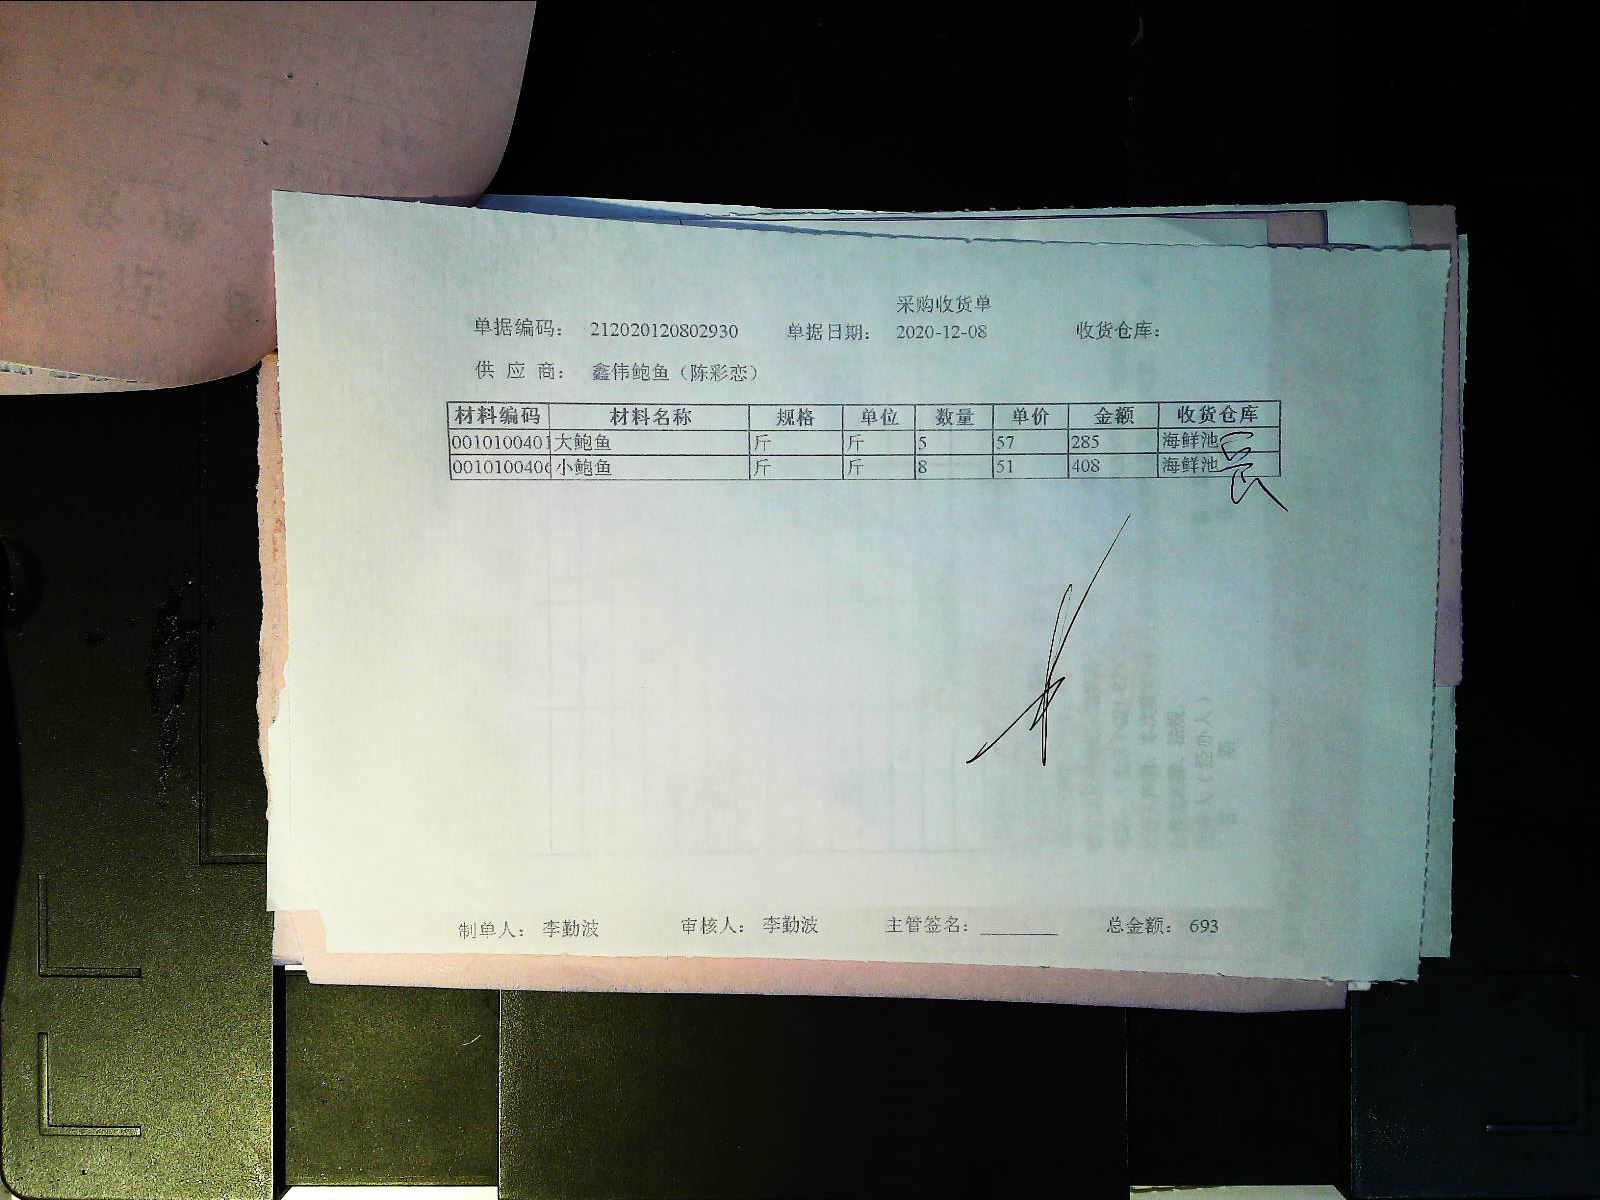 采购收货单
单据编码： 212020120802930 单据日期： 2020-12-08 收货仓库：
供 应 商： 鑫伟鲍鱼（陈彩恋）
材料编码 材料名称 规格 单位 数量 单价 金额 收货仓库
0010100401 大鲍鱼 斤 斤 5 57 285 海鲜池
001010040 小鲍鱼 斤 斤 8 51 408 海鲜池
制单人： 李勤波 审核人： 李勤波 主管签名：______ 总金额： 693